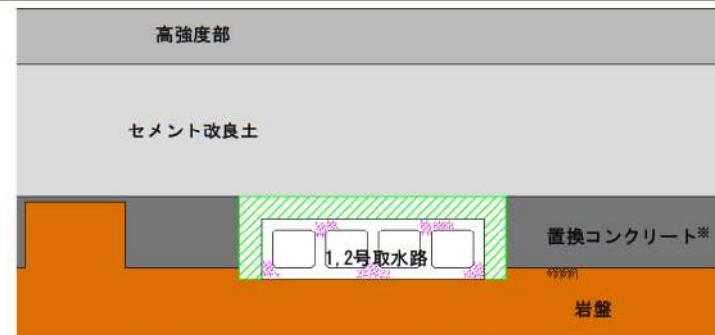 高強度部
セメント改良土
1,2号取水路
置換コンクリート※
岩盤